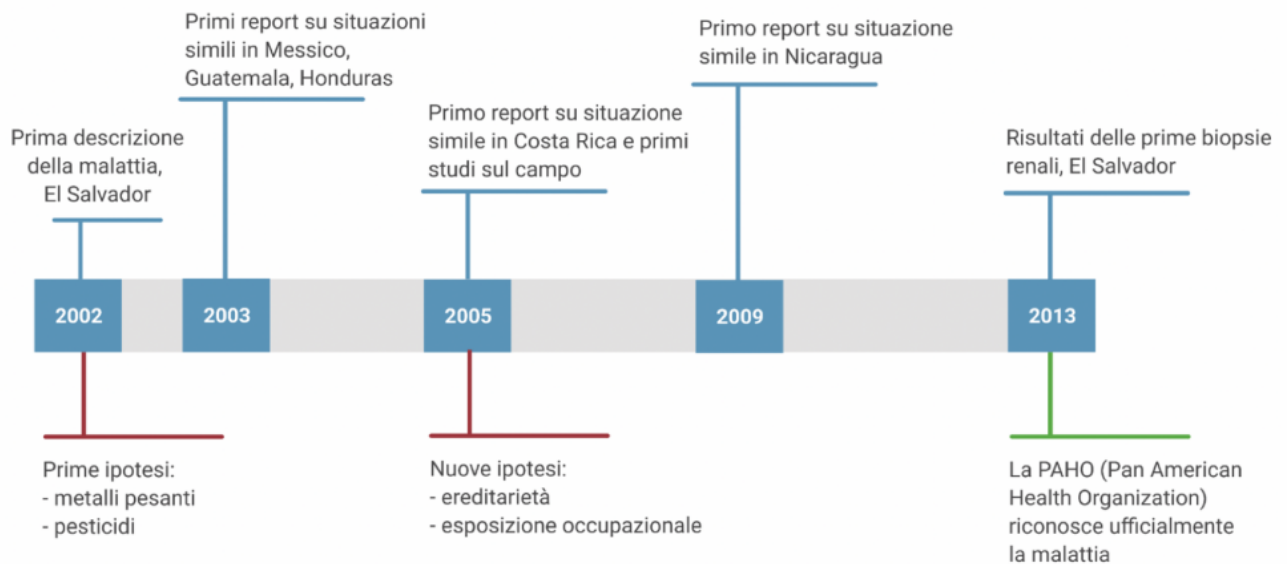 Primi report su situazioni
simili in Messico,
Guatemala, Honduras
Primo report su situazione
simile in Nicaragua
Primo report su situazione
simile in Costa Rica e primi
studi sul campo
Prima descrizione
della malattia,
El Salvador
Risultati delle prime biopsie
renali, El Salvador
2002
2003
2005
2009
2013
Prime ipotesi:
- metalli pesanti
- pesticidi
Nuove ipotesi:
- ereditarietà
- esposizione occupazionale
La PAHO (Pan American
Health Organization)
riconosce ufficialmente
la malattia